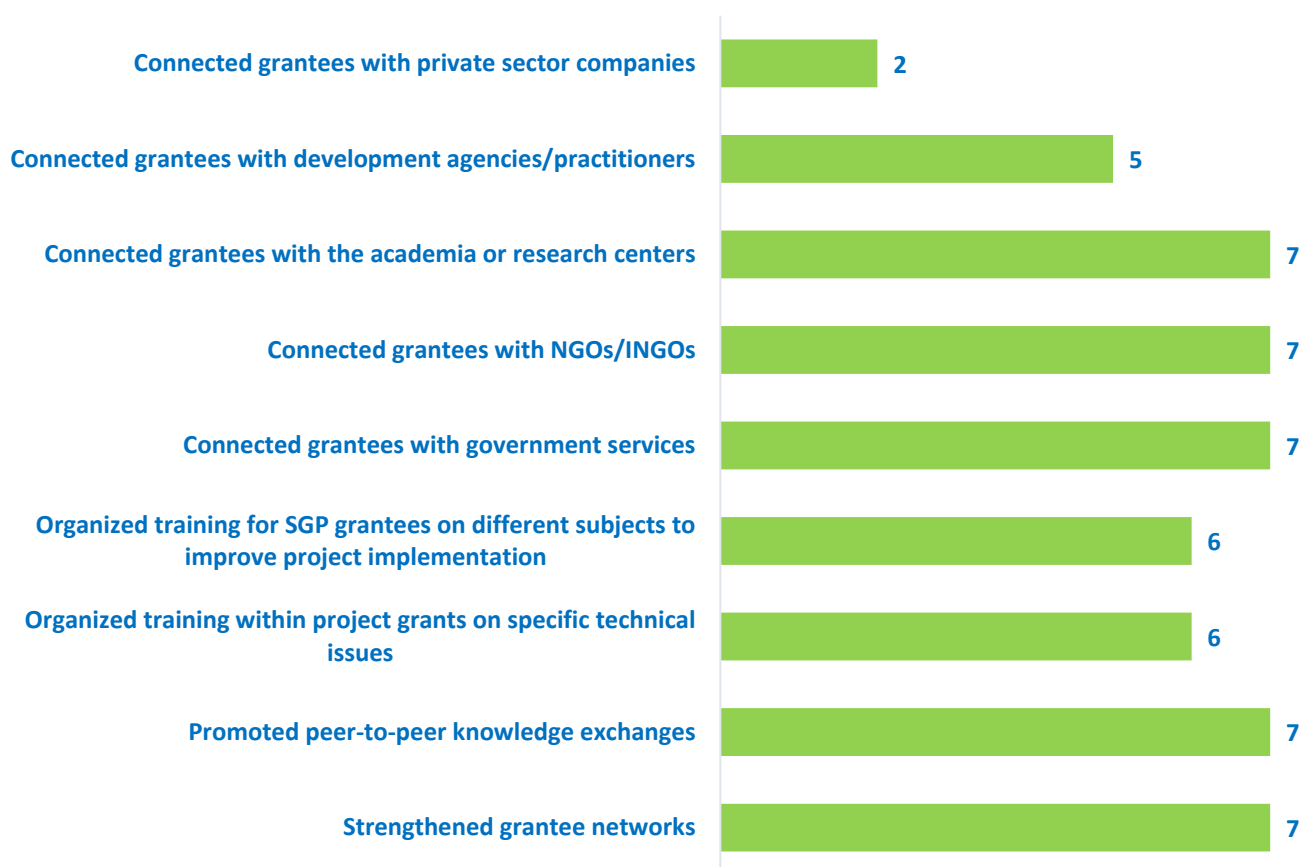 Connected grantees with private sector companies
2
Connected grantees with development agencies/practitioners
5
Connected grantees with the academia or research centers
7
Connected grantees with NGOs/INGOs
7
Connected grantees with government services
7
Organized training for SGP grantees on different subjects to
improve project implementation
6
Organized training within project grants on specific technical
issues
6
Promoted peer-to-peer knowledge exchanges
7
Strengthened grantee networks
7